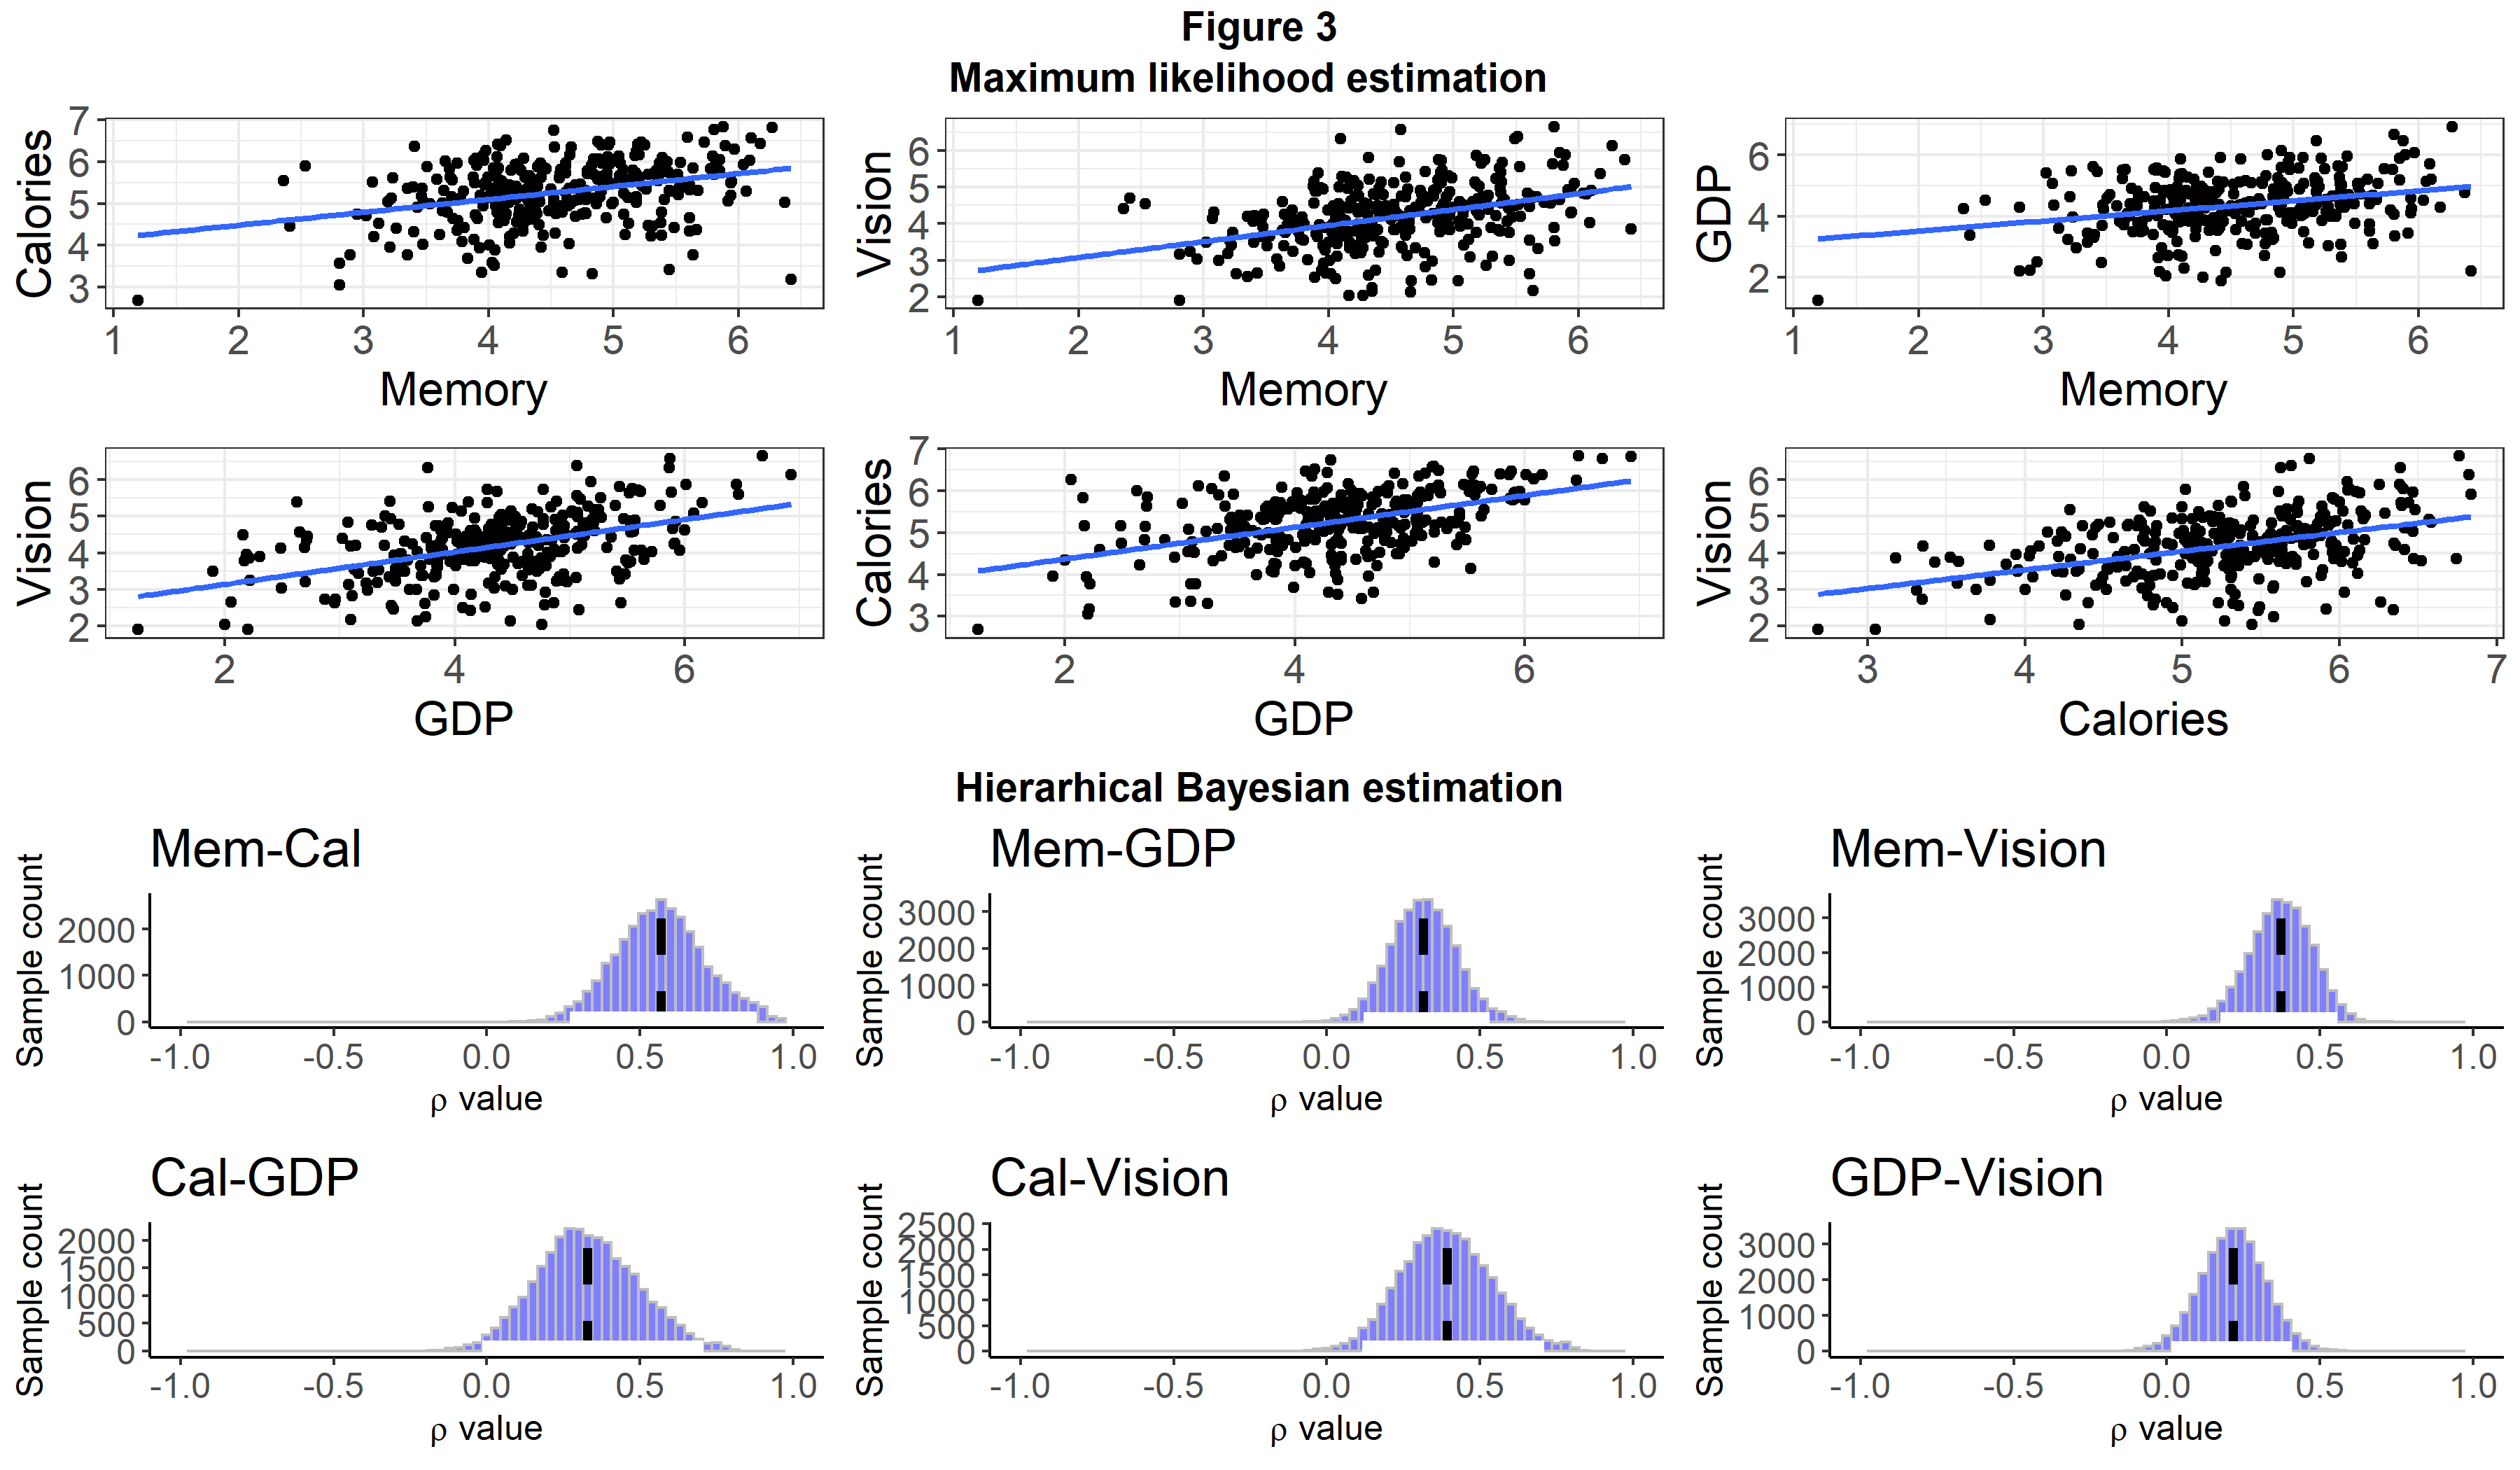 Figure 3
Maximum likelihood estimation
Calories
7
6
5
4
3
1 2 3 4 5 6
Memory
Vision
6
5
4
3
2
1 2 3 4 5 6
Memory
GDP
6
4
2
1 2 3 4 5 6
Memory
Vision
6
5
4
3
2
2 4 6
GDP
Calories
7
6
5
4
3
2 4 6
GDP
Vision
6
5
4
3
2
3 4 5 6 7
Calories
Hierarhical Bayesian estimation
Mem-Cal
Sample count
2000
1000
0
-1.0 -0.5 0.0 0.5 1.0
ρ value
Mem-GDP
Sample count
3000
2000
1000
0
-1.0 -0.5 0.0 0.5 1.0
ρ value
Mem-Vision
Sample count
3000
2000
1000
0
-1.0 -0.5 0.0 0.5 1.0
ρ value
Cal-GDP
Sample count
2000
1500
1000
500
0
-1.0 -0.5 0.0 0.5 1.0
ρ value
Cal-Vision
Sample count
2500
2000
1500
1000
500
0
-1.0 -0.5 0.0 0.5 1.0
ρ value
GDP-Vision
Sample count
3000
2000
1000
0
-1.0 -0.5 0.0 0.5 1.0
ρ value